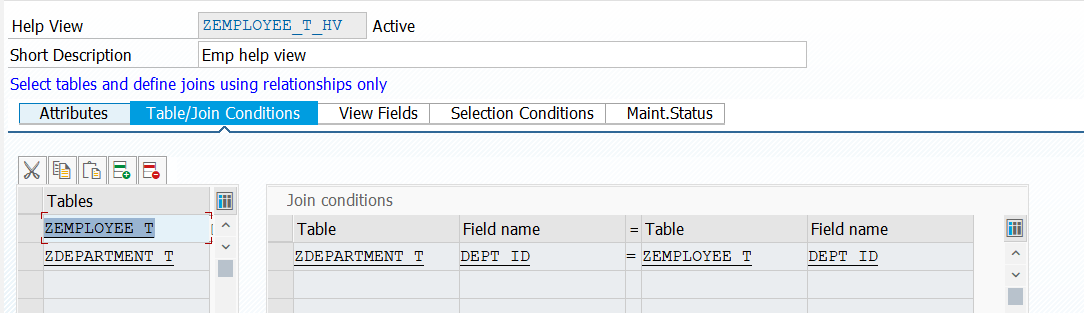 Help View ZEMPLOYEE_T_HV Active
Short Description Emp help view
Select tables and define joins using relationships only
Attributes Table/Join Conditions View Fields Selection Conditions Maint.Status
Tables
ZEMPLOYEE_T
ZDEPARTMENT_T
Join conditions
Table Field name = Table Field name
ZDEPARTMENT_T DEPT_ID = ZEMPLOYEE_T DEPT_ID